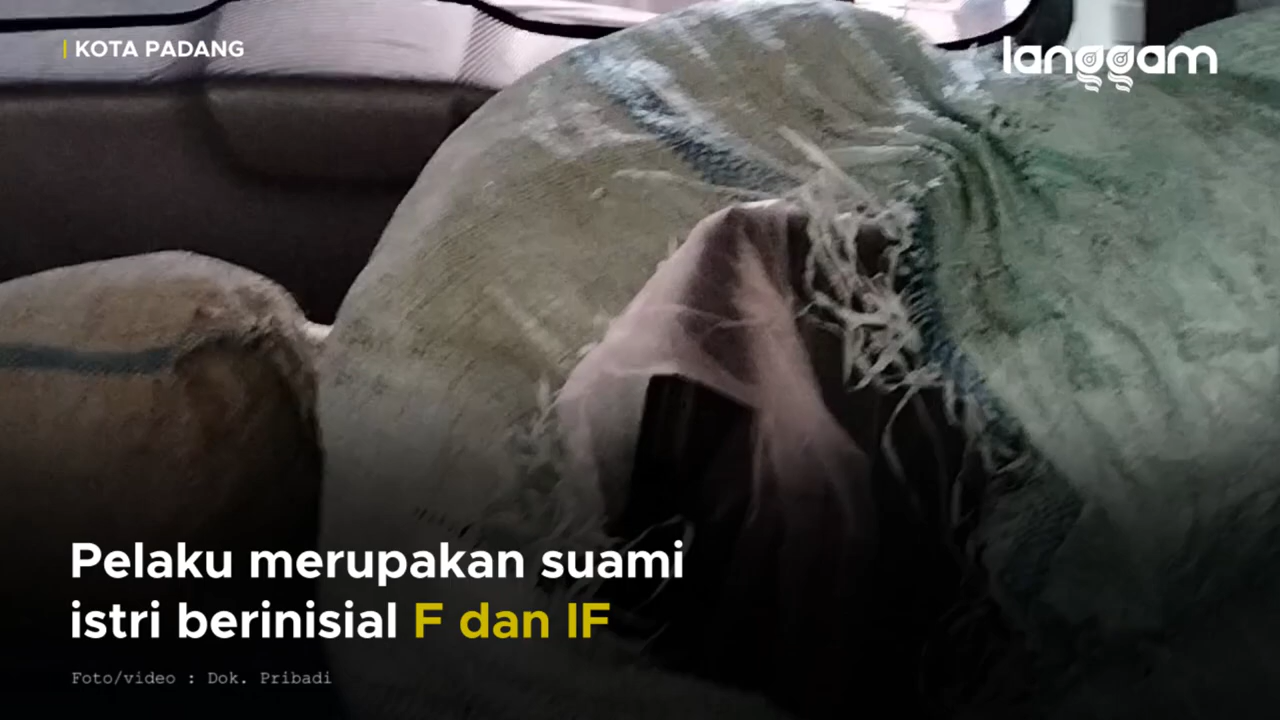 KOTA PADANG
langgam
Pelaku merupakan suami
istri berinisial F dan IF
Foto/video : Dok. Pribadi